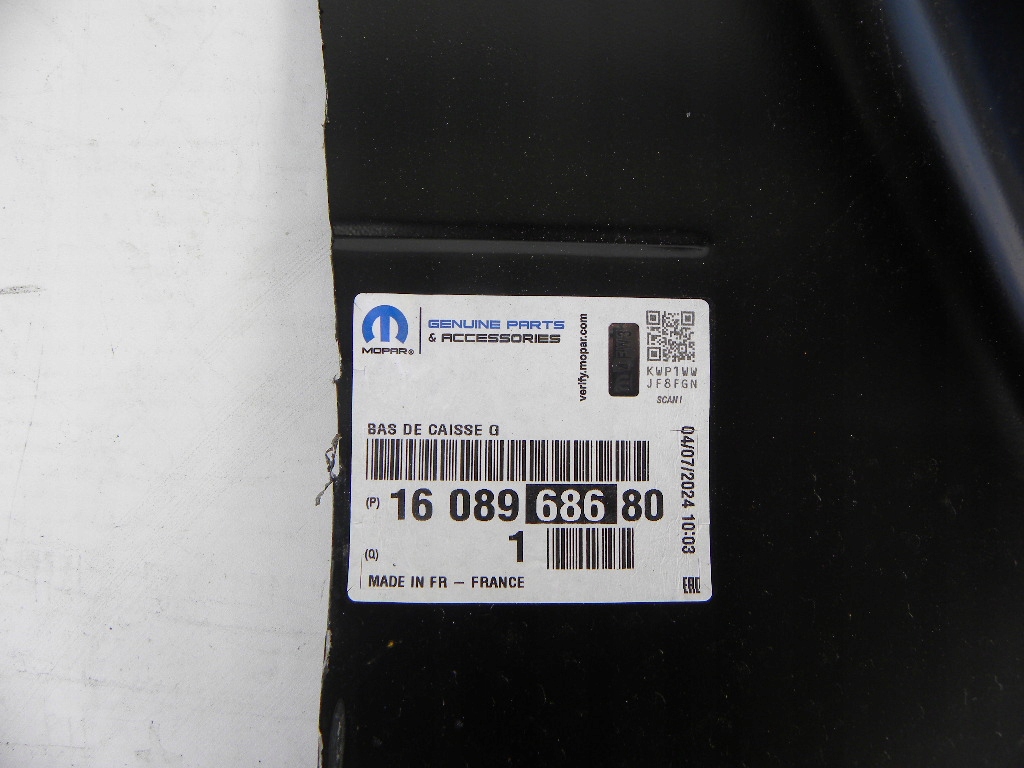 MOPAR®
GENUINE PARTS
& ACCESSORIES
verify.mopar.com
KWP1WW
JF8FGN
SCAN!
BAS DE CAISSE G
04/07/2024 10:03
(P) 16 089 686 80
(Q) 1
MADE IN FR – FRANCE
EAC